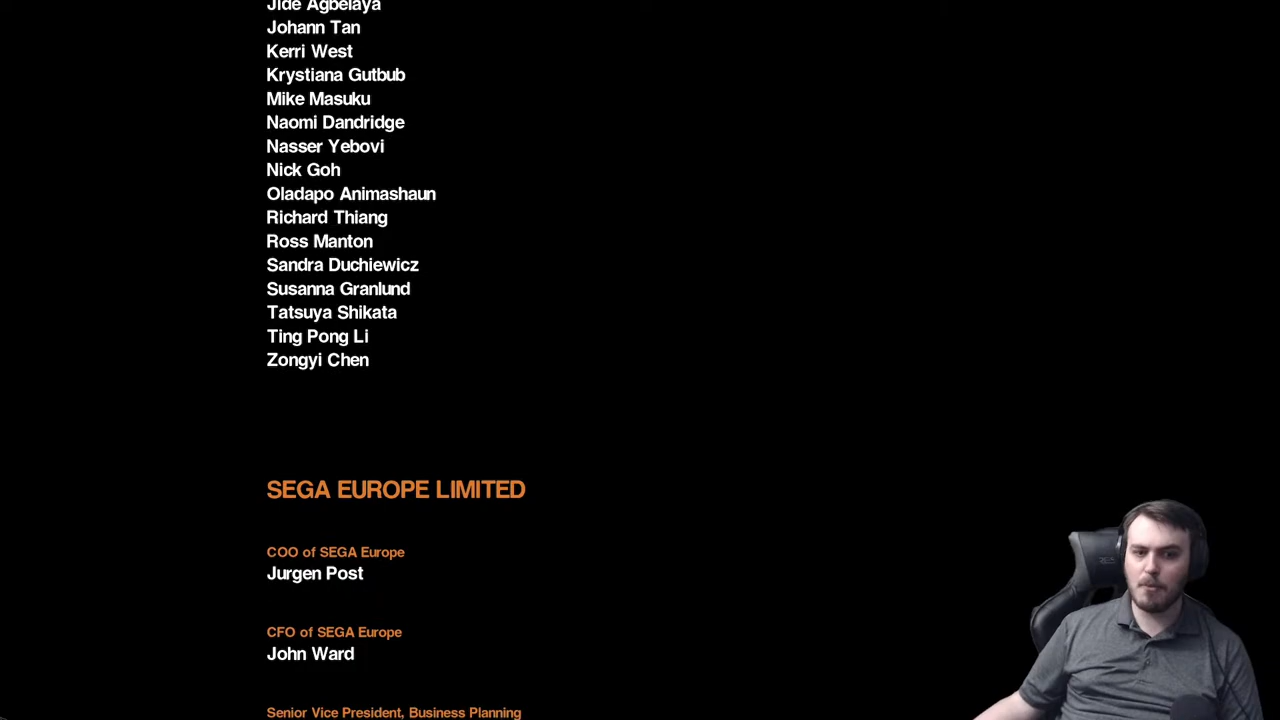 Jide Agbelaya
Johann Tan
Kerri West
Krystiana Gutbub
Mike Masuku
Naomi Dandridge
Nasser Yebovi
Nick Goh
Oladapo Animashaun
Richard Thiang
Ross Manton
Sandra Duchiewicz
Susanna Granlund
Tatsuya Shikata
Ting Pong Li
Zongyi Chen
SEGA EUROPE LIMITED
COO of SEGA Europe
Jurgen Post
CFO of SEGA Europe
John Ward
Senior Vice President, Business Planning